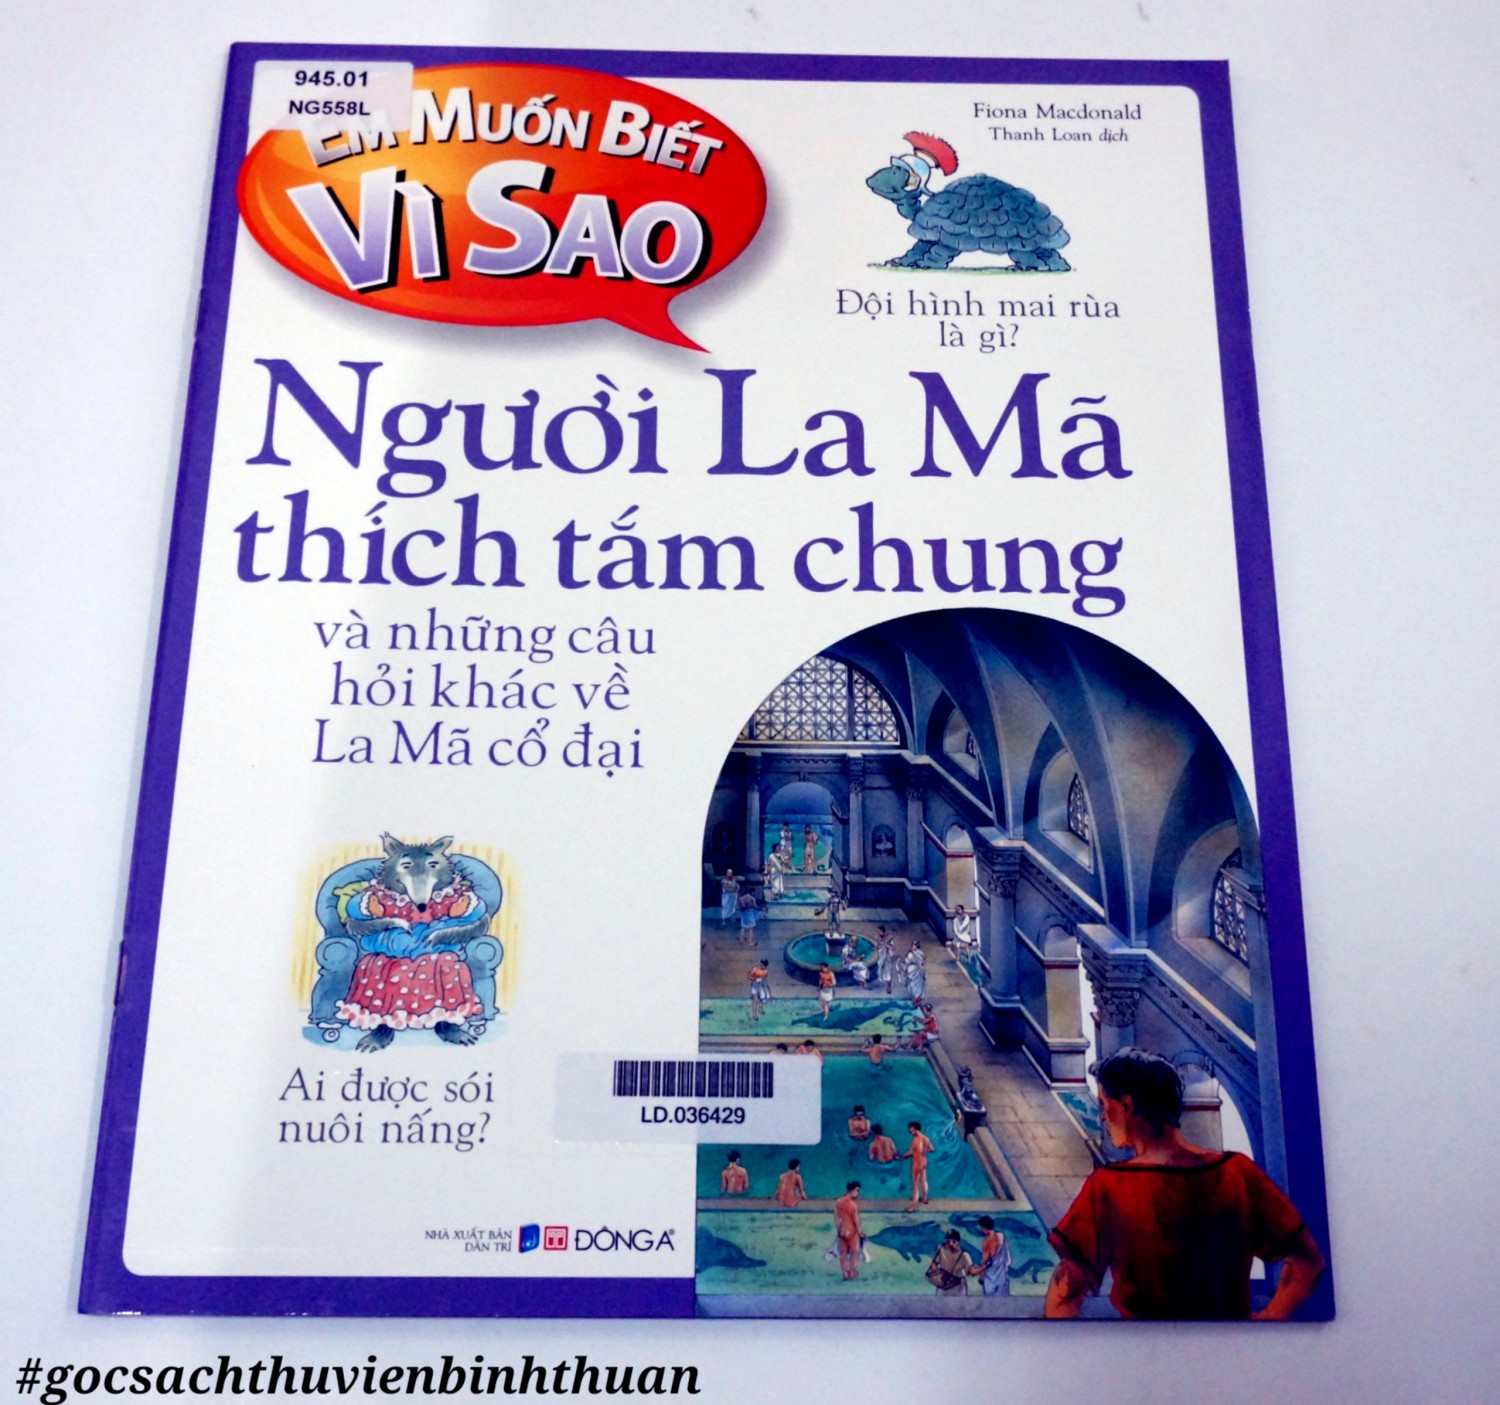 945.01
NG558L
EM MUỐN BIẾT
VÌ SAO
Fiona Macdonald
Thanh Loan dịch
Đội hình mai rùa
là gì?
Người La Mã
thích tắm chung
và những câu
hỏi khác về
La Mã cổ đại
Ai được sói
nuôi nấng?
LD.036429
NHÀ XUẤT BẢN
DÂN TRÍ
ĐÔNG A®
#gocsachthuvienbinhthuan